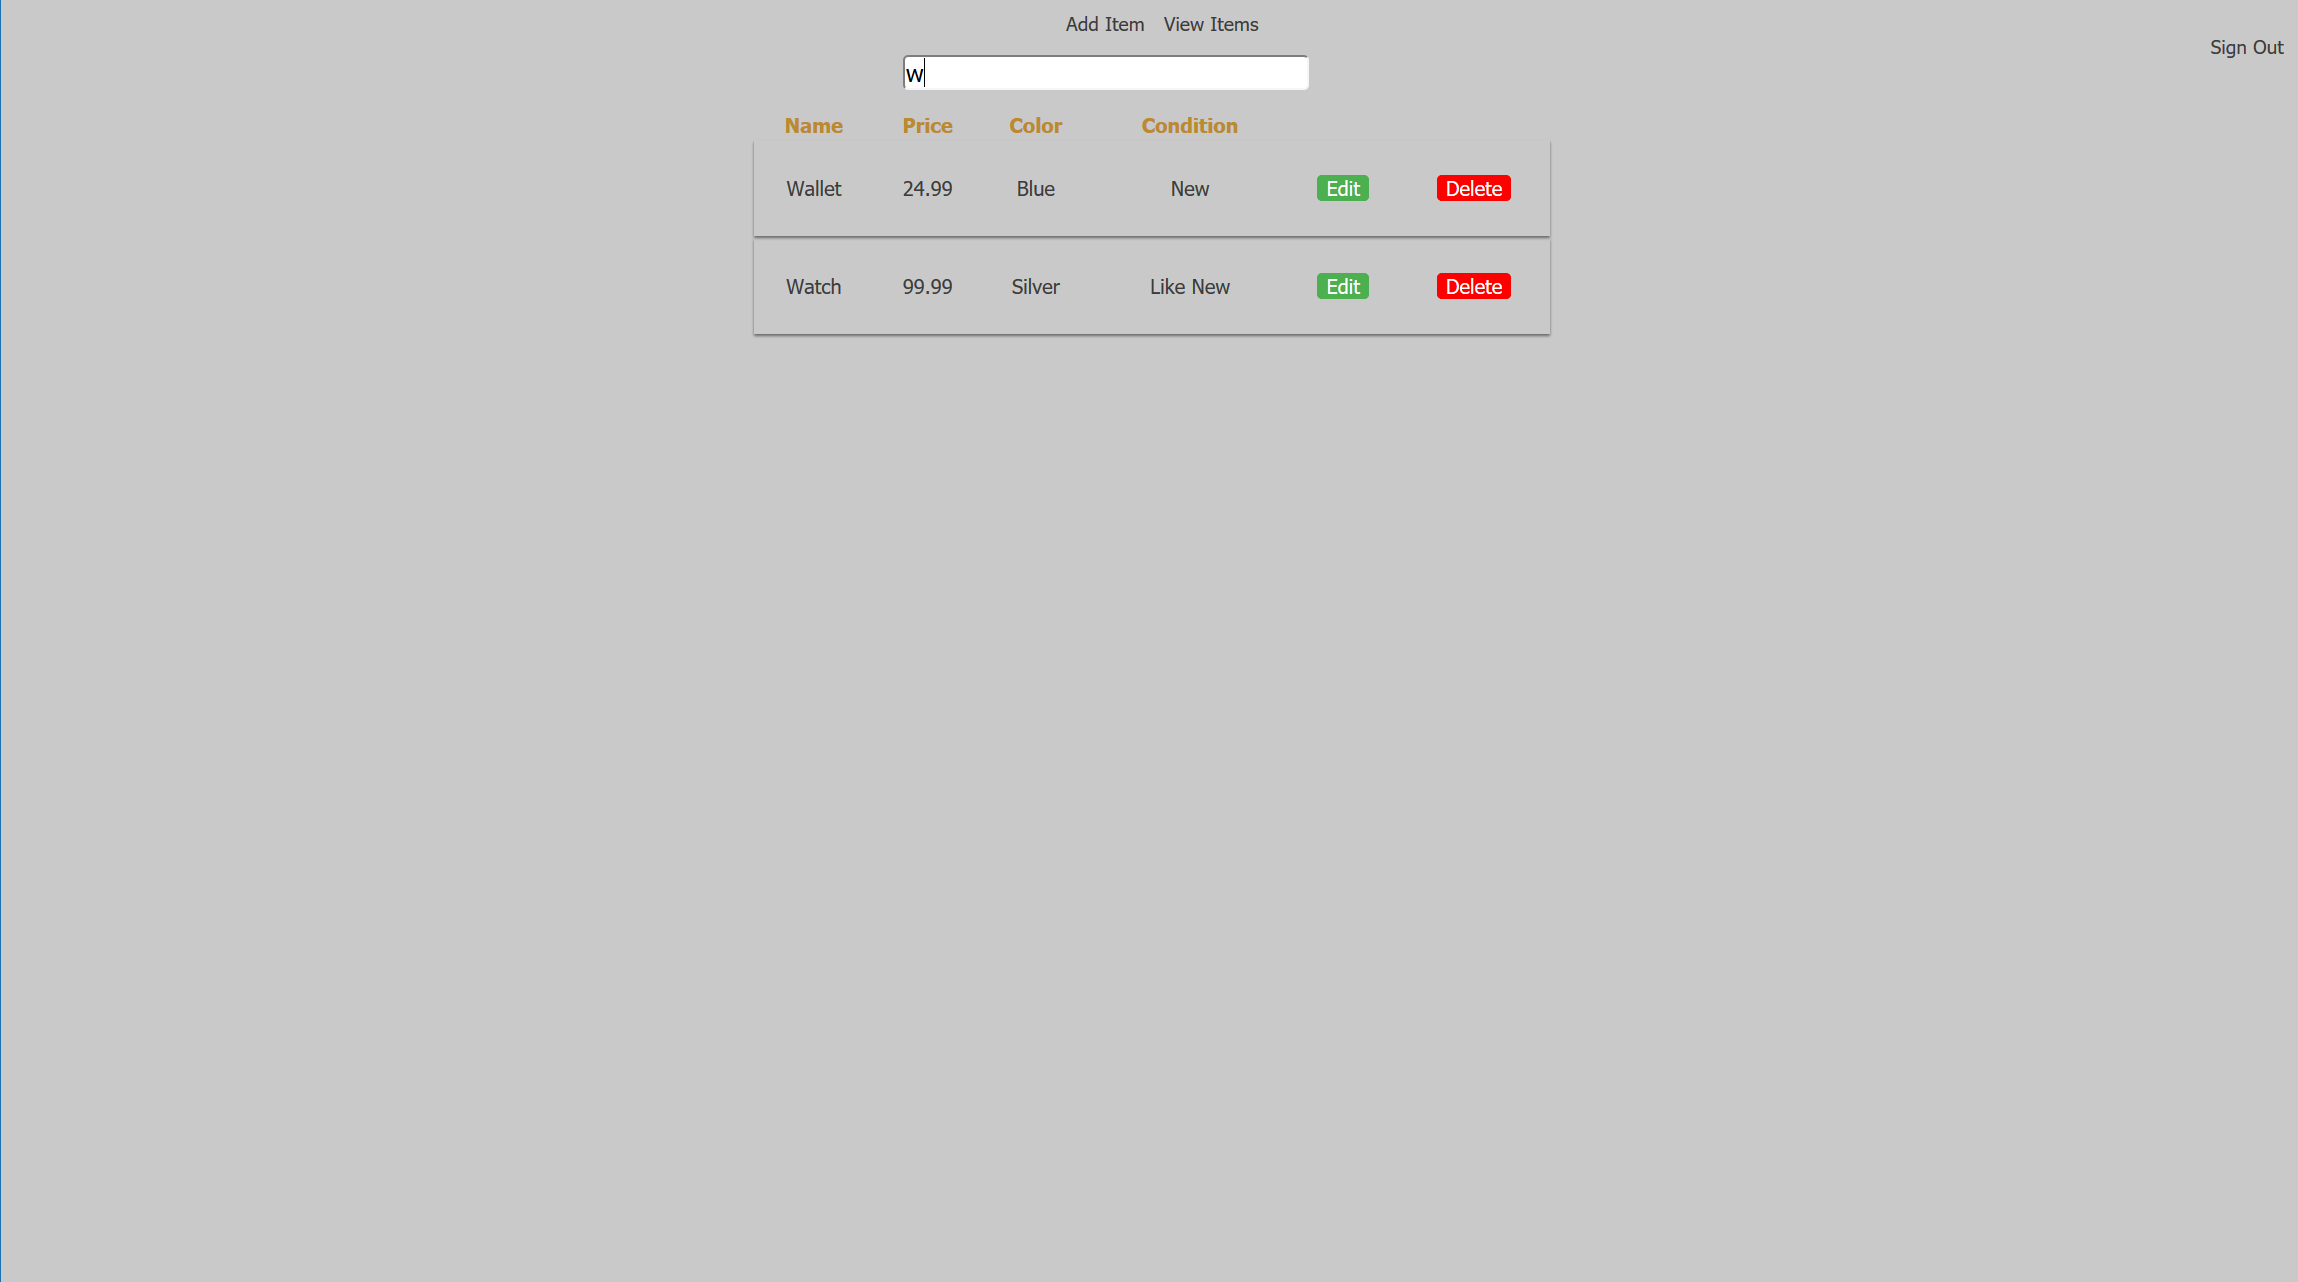 Add Item View Items
Sign Out
w
Name Price Color Condition
Wallet 24.99 Blue New Edit Delete
Watch 99.99 Silver Like New Edit Delete